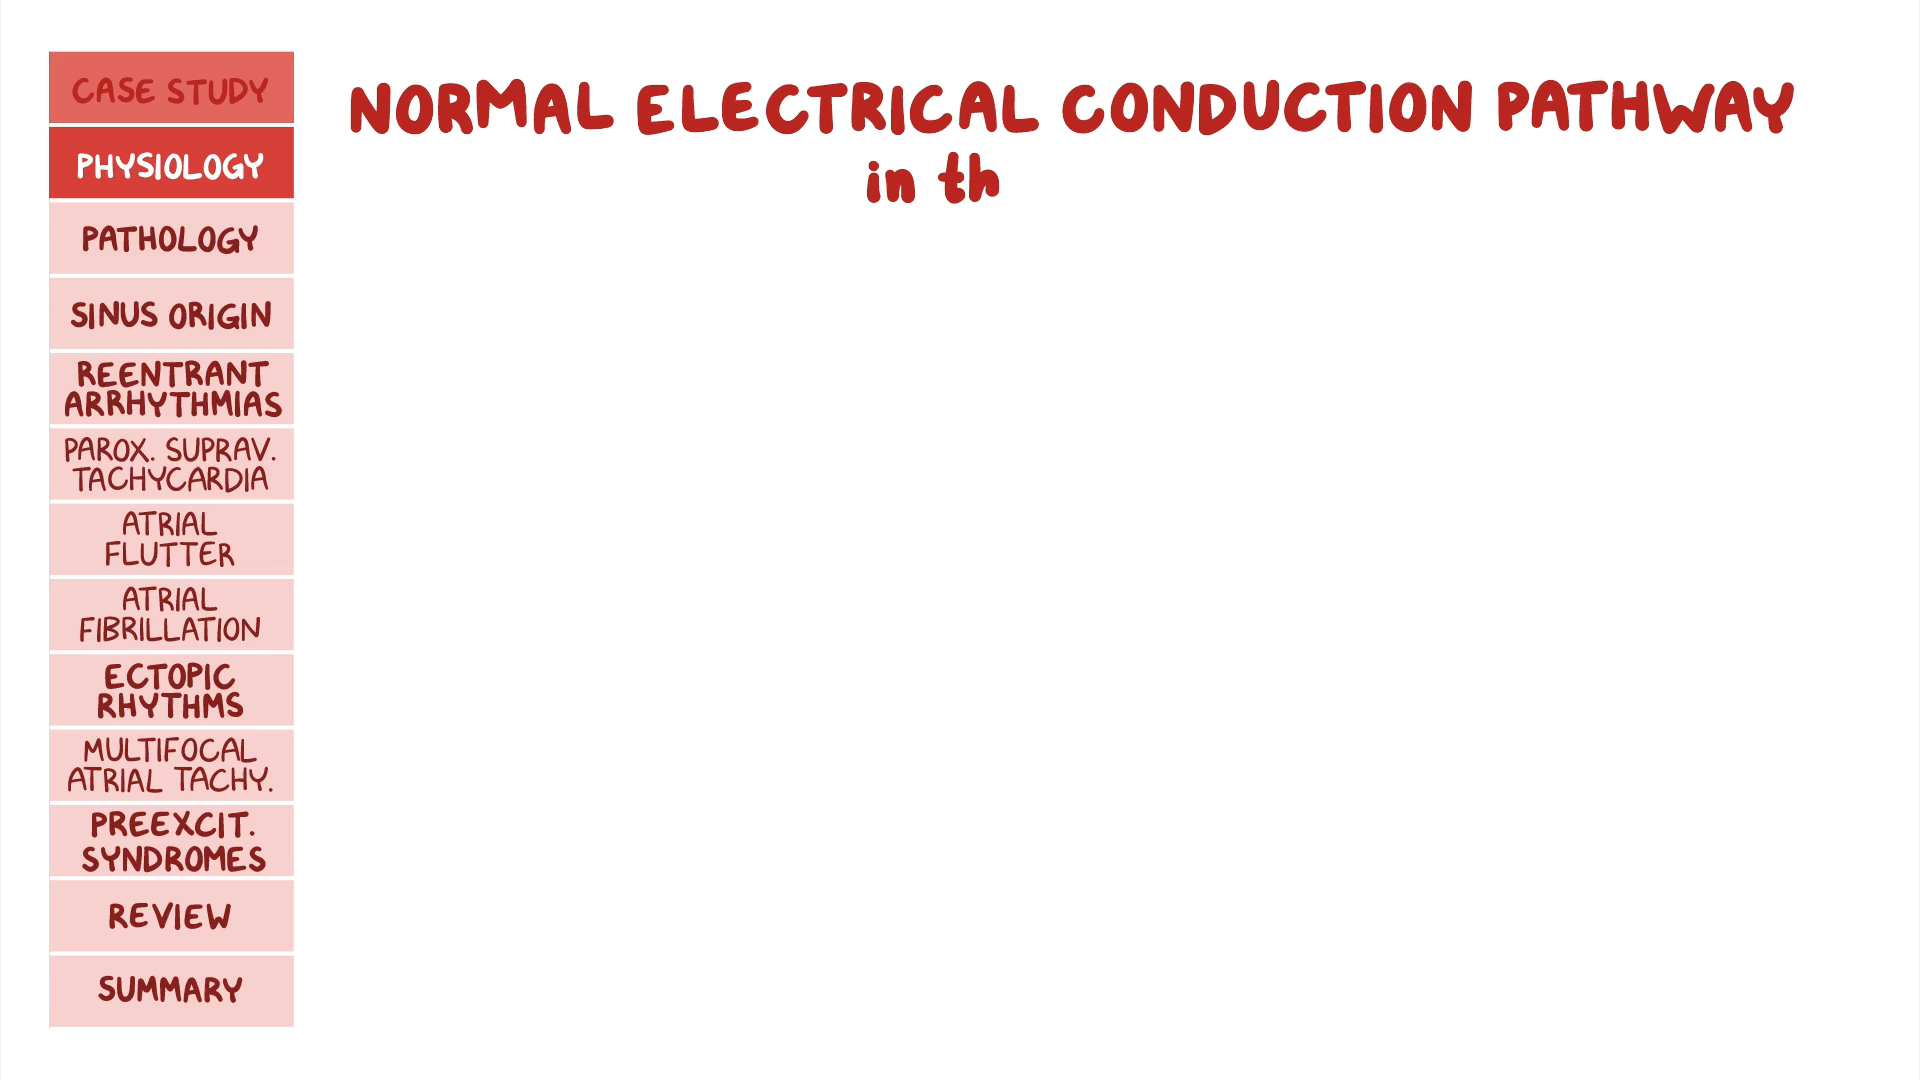 CASE STUDY
PHYSIOLOGY
PATHOLOGY
SINUS ORIGIN
REENTRANT
ARRHYTHMIAS
PAROX. SUPRAV.
TACHYCARDIA
ATRIAL
FLUTTER
ATRIAL
FIBRILLATION
ECTOPIC
RHYTHMS
MULTIFOCAL
ATRIAL TACHY.
PREEXCIT.
SYNDROMES
REVIEW
SUMMARY
NORMAL ELECTRICAL CONDUCTION PATHWAY
in th